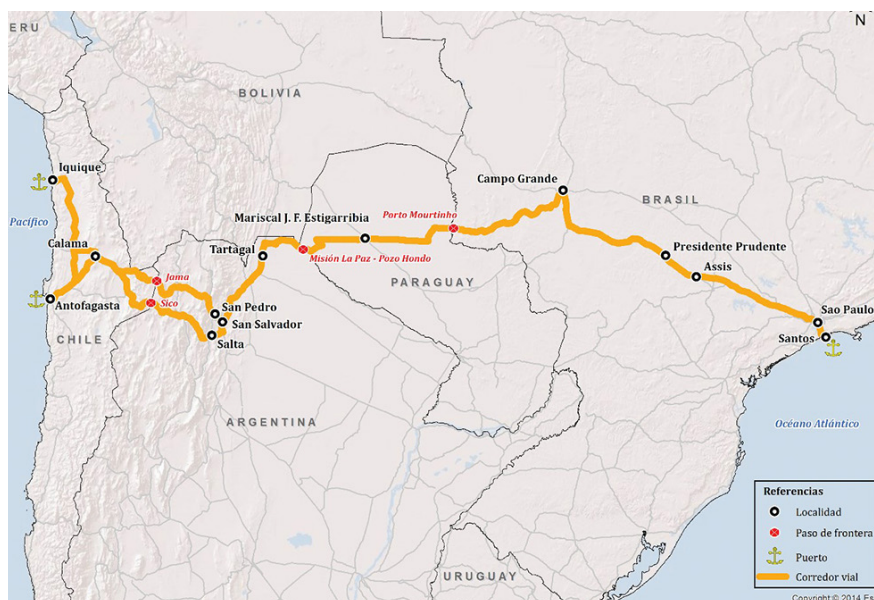 ERU
N
BOLIVIA
Iquique
Campo Grande
BRASIL
Pacífico
Mariscal J. F. Estigarribia
Porto Mourtinho
Calama
Tartagal
Misión La Paz - Pozo Hondo
Presidente Prudente
Jama
PARAGUAY
Assis
Antofagasta
Sico
San Pedro
San Salvador
Sao Paulo
CHILE
Salta
Santos
ARGENTINA
Océano Atlántico
Referencias
Localidad
Paso de frontera
Puerto
Corredor vial
URUGUAY
Copyright:© 2014 Es